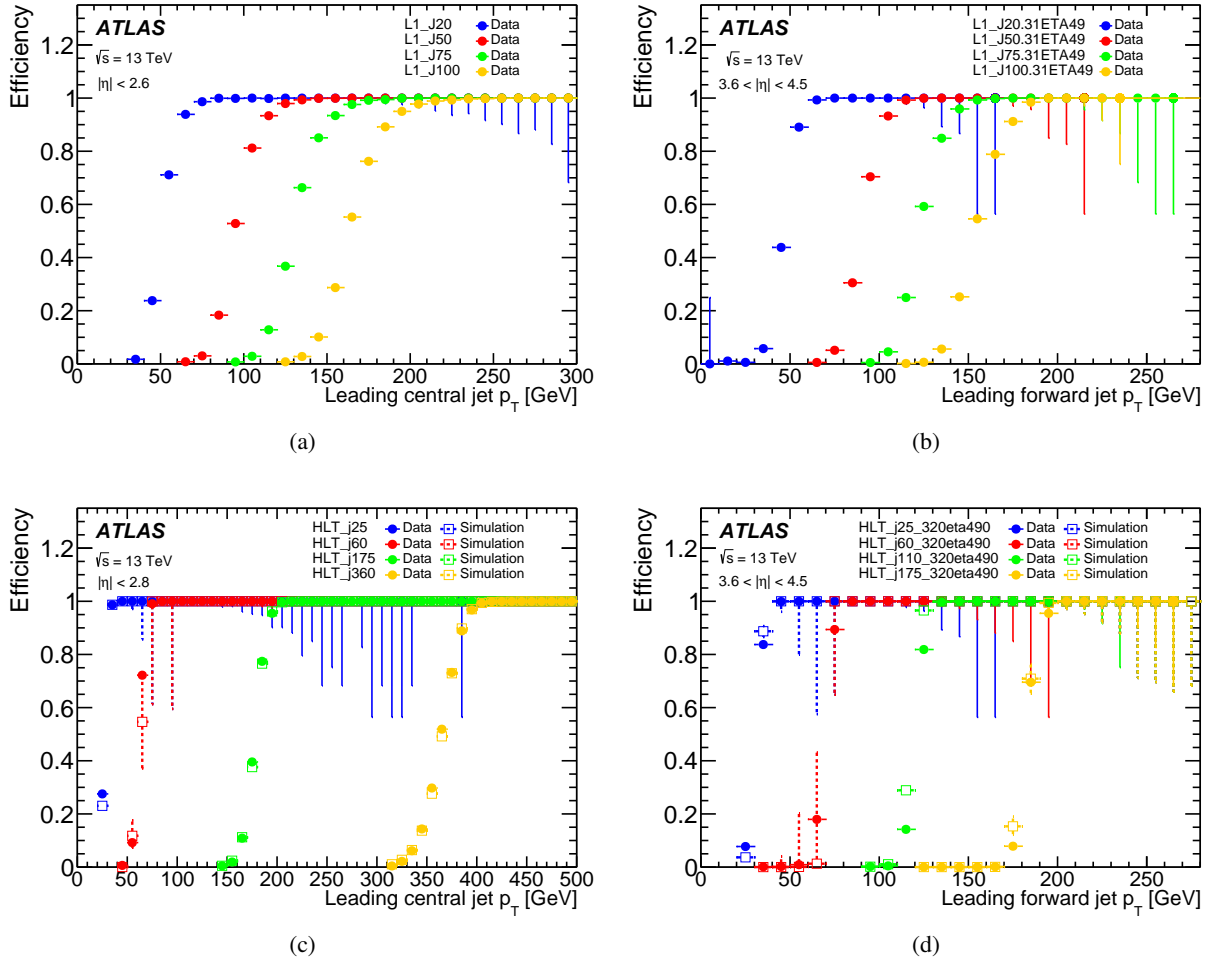 ATLAS
√s = 13 TeV
|η| < 2.6
L1_J20 Data
L1_J50 Data
L1_J75 Data
L1_J100 Data
Efficiency
0 0.2 0.4 0.6 0.8 1 1.2
0 50 100 150 200 250 300
Leading central jet pT [GeV]
(a)
ATLAS
√s = 13 TeV
3.6 < |η| < 4.5
L1_J20.31ETA49 Data
L1_J50.31ETA49 Data
L1_J75.31ETA49 Data
L1_J100.31ETA49 Data
Efficiency
0 0.2 0.4 0.6 0.8 1 1.2
0 50 100 150 200 250
Leading forward jet pT [GeV]
(b)
ATLAS
√s = 13 TeV
|η| < 2.8
HLT_j25 Data Simulation
HLT_j60 Data Simulation
HLT_j175 Data Simulation
HLT_j360 Data Simulation
Efficiency
0 0.2 0.4 0.6 0.8 1 1.2
0 50 100 150 200 250 300 350 400 450 500
Leading central jet pT [GeV]
(c)
ATLAS
√s = 13 TeV
3.6 < |η| < 4.5
HLT_j25_320eta490 Data Simulation
HLT_j60_320eta490 Data Simulation
HLT_j110_320eta490 Data Simulation
HLT_j175_320eta490 Data Simulation
Efficiency
0 0.2 0.4 0.6 0.8 1 1.2
0 50 100 150 200 250
Leading forward jet pT [GeV]
(d)